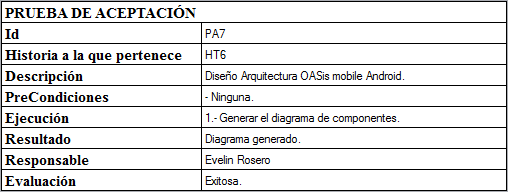 PRUEBA DE ACEPTACIÓN
Id PA7
Historia a la que pertenece HT6
Descripción Diseño Arquitectura OASis mobile Android.
PreCondiciones - Ninguna.
Ejecución 1.- Generar el diagrama de componentes.
Resultado Diagrama generado.
Responsable Evelin Rosero
Evaluación Exitosa.